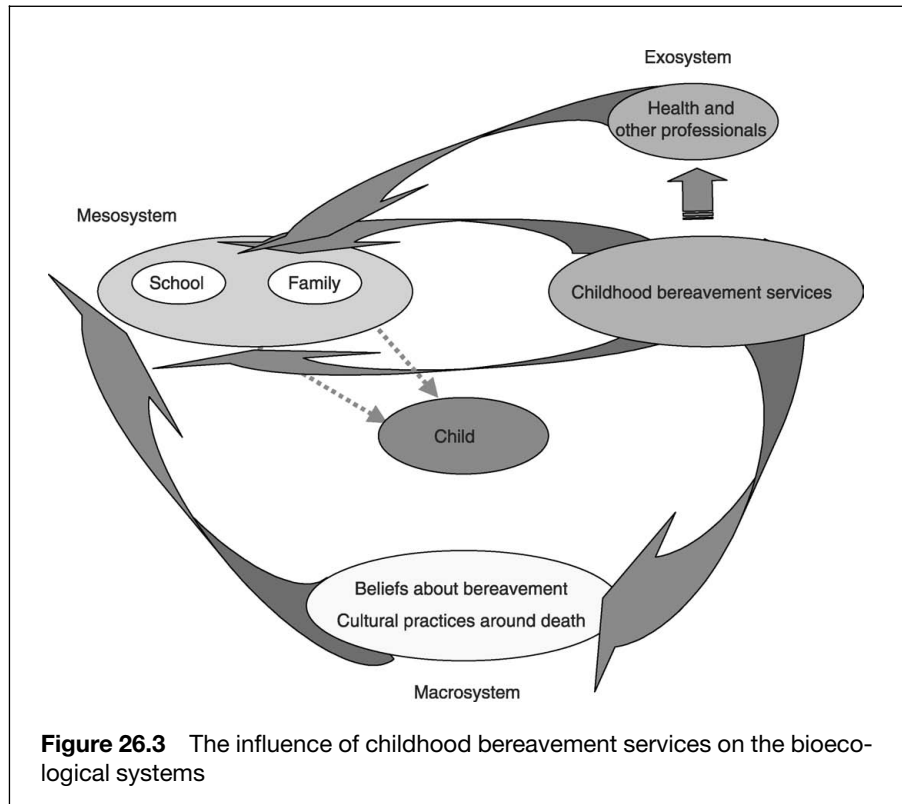 Exosystem
Health and
other professionals
Mesosystem
School
Family
Childhood bereavement services
Child
Beliefs about bereavement
Cultural practices around death
Macrosystem
Figure 26.3 The influence of childhood bereavement services on the bioeco-
logical systems